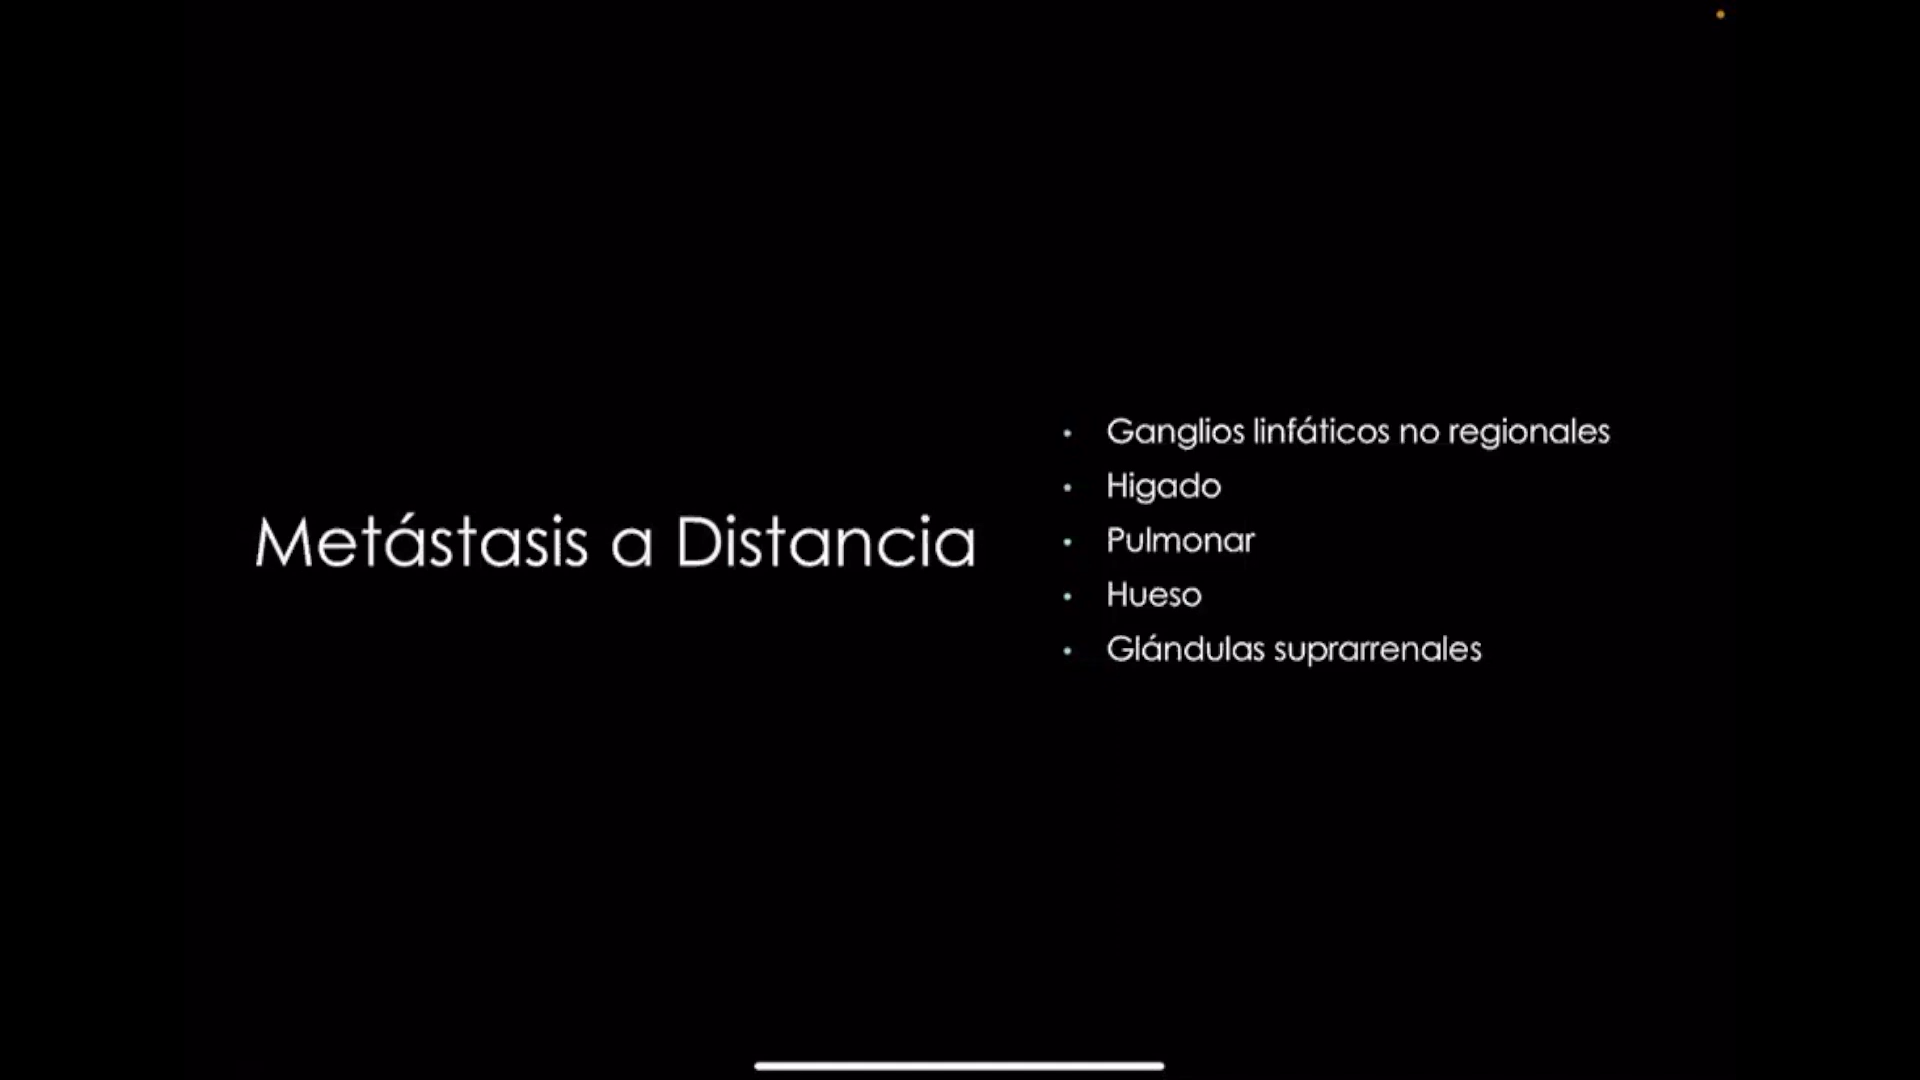 Metástasis a Distancia
• Ganglios linfáticos no regionales
• Higado
• Pulmonar
• Hueso
• Glándulas suprarrenales